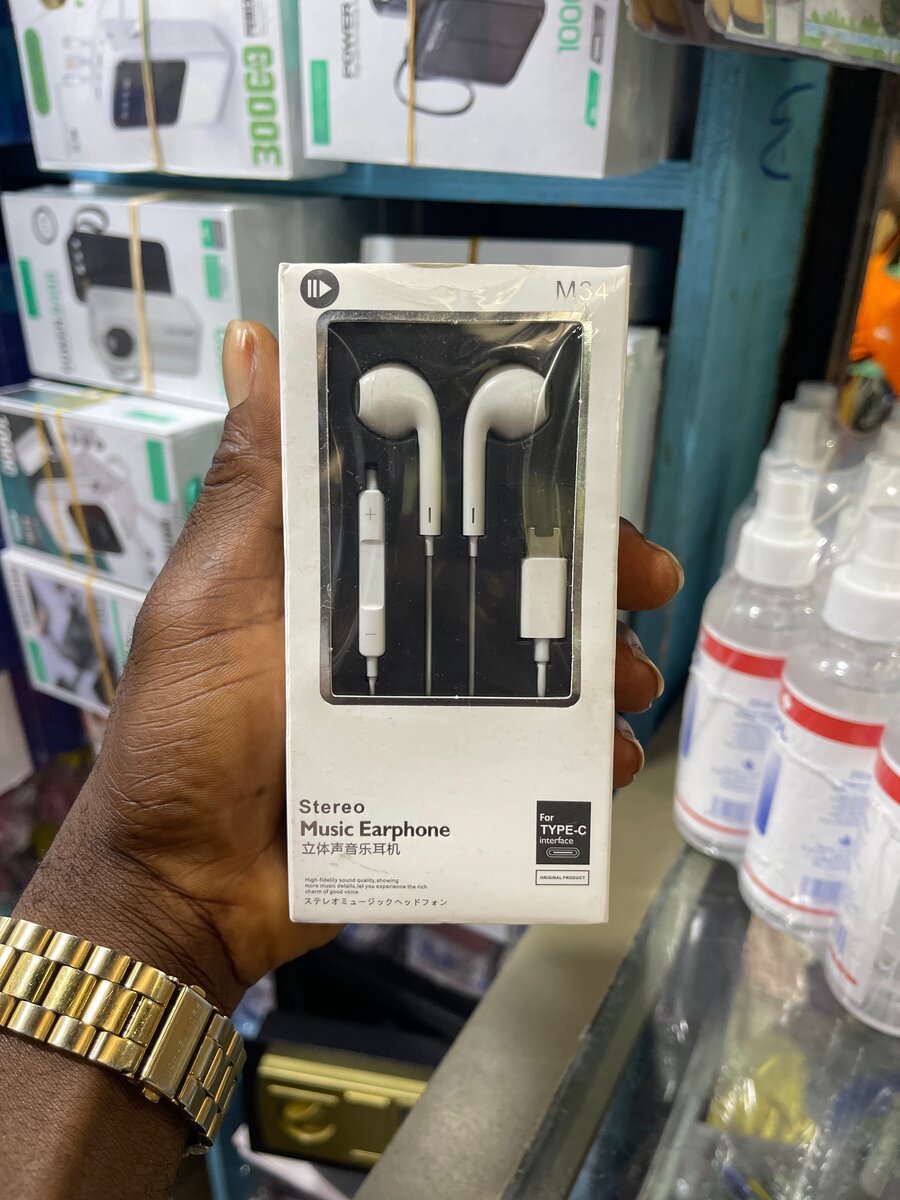 30000
POWER
M34
+
−
Stereo
Music Earphone
立体声音乐耳机
High-fidelity sound quality,showing
more music details,let you experience the rich
charm of good voice.
ステレオミュージックヘッドフォン
For
TYPE-C
interface
ORIGINAL PRODUCT